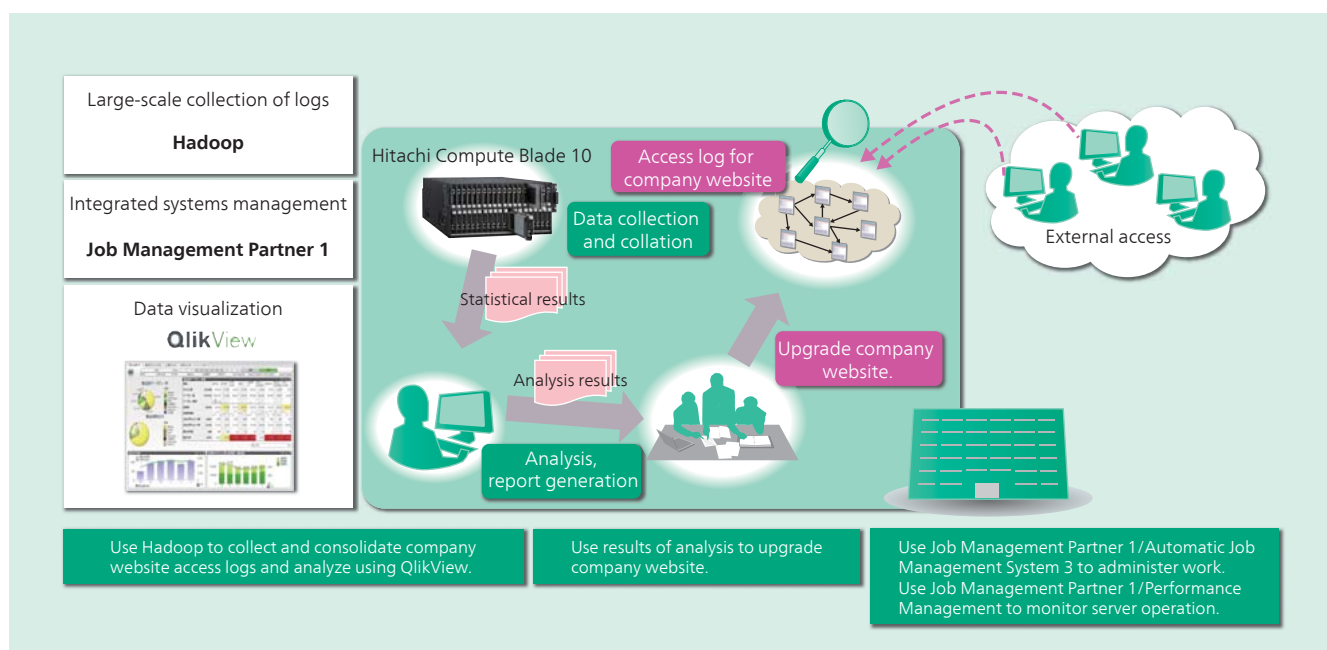 Large-scale collection of logs
Hadoop
Integrated systems management
Job Management Partner 1
Data visualization
QlikView
Hitachi Compute Blade 10
Access log for
company website
Data collection
and collation
External access
Statistical results
Upgrade company
website.
Analysis results
Analysis,
report generation
Use Hadoop to collect and consolidate company
website access logs and analyze using QlikView.
Use results of analysis to upgrade
company website.
Use Job Management Partner 1/Automatic Job
Management System 3 to administer work.
Use Job Management Partner 1/Performance
Management to monitor server operation.